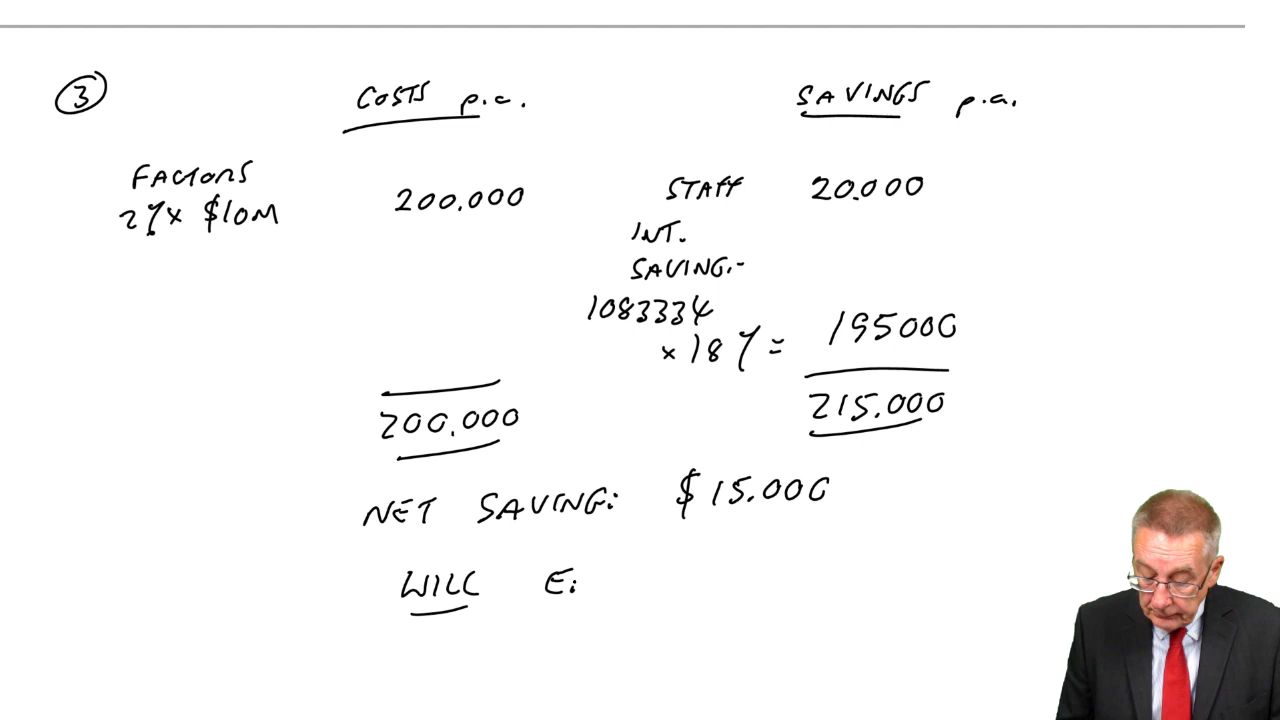 ③
COSTS p.a.
SAVINGS p.a.
FACTORS
2% x $10M
200.000
STAFF 20.000
INT.
SAVING:-
1083334
x 18% = 195000
200.000
215.000
NET SAVING: $15.000
WILL E: